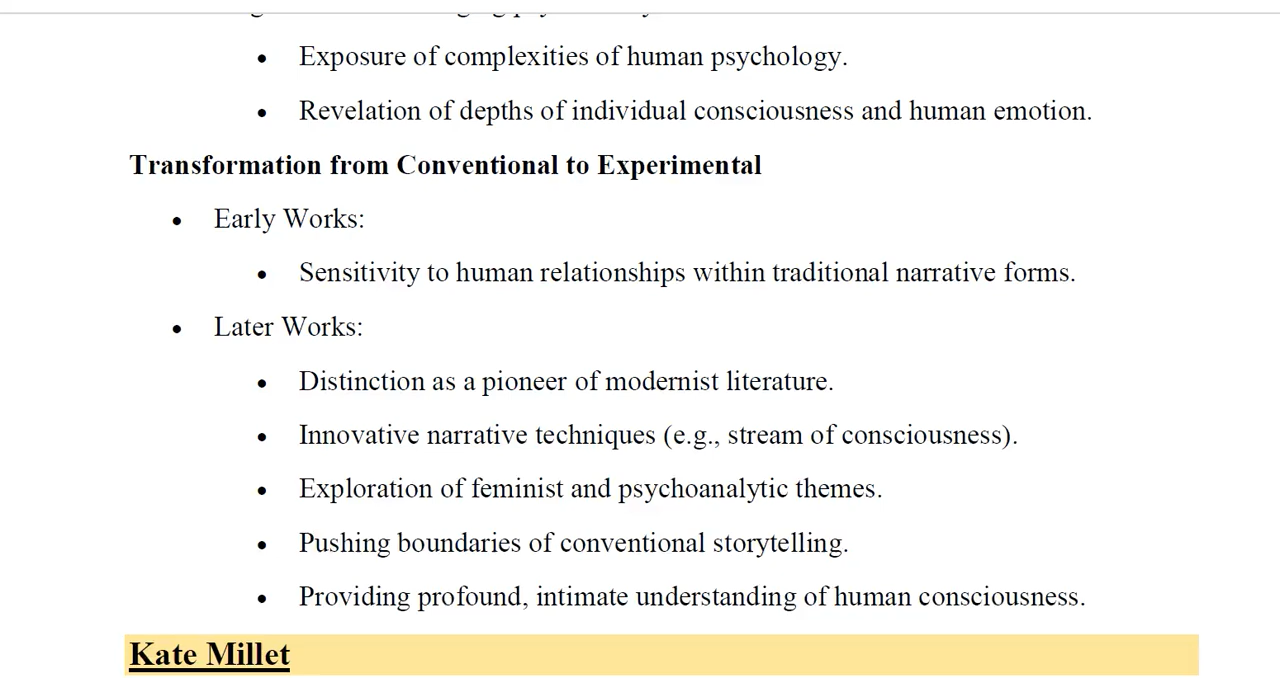 • Exposure of complexities of human psychology.
• Revelation of depths of individual consciousness and human emotion.
Transformation from Conventional to Experimental
• Early Works:
• Sensitivity to human relationships within traditional narrative forms.
• Later Works:
• Distinction as a pioneer of modernist literature.
• Innovative narrative techniques (e.g., stream of consciousness).
• Exploration of feminist and psychoanalytic themes.
• Pushing boundaries of conventional storytelling.
• Providing profound, intimate understanding of human consciousness.
Kate Millet